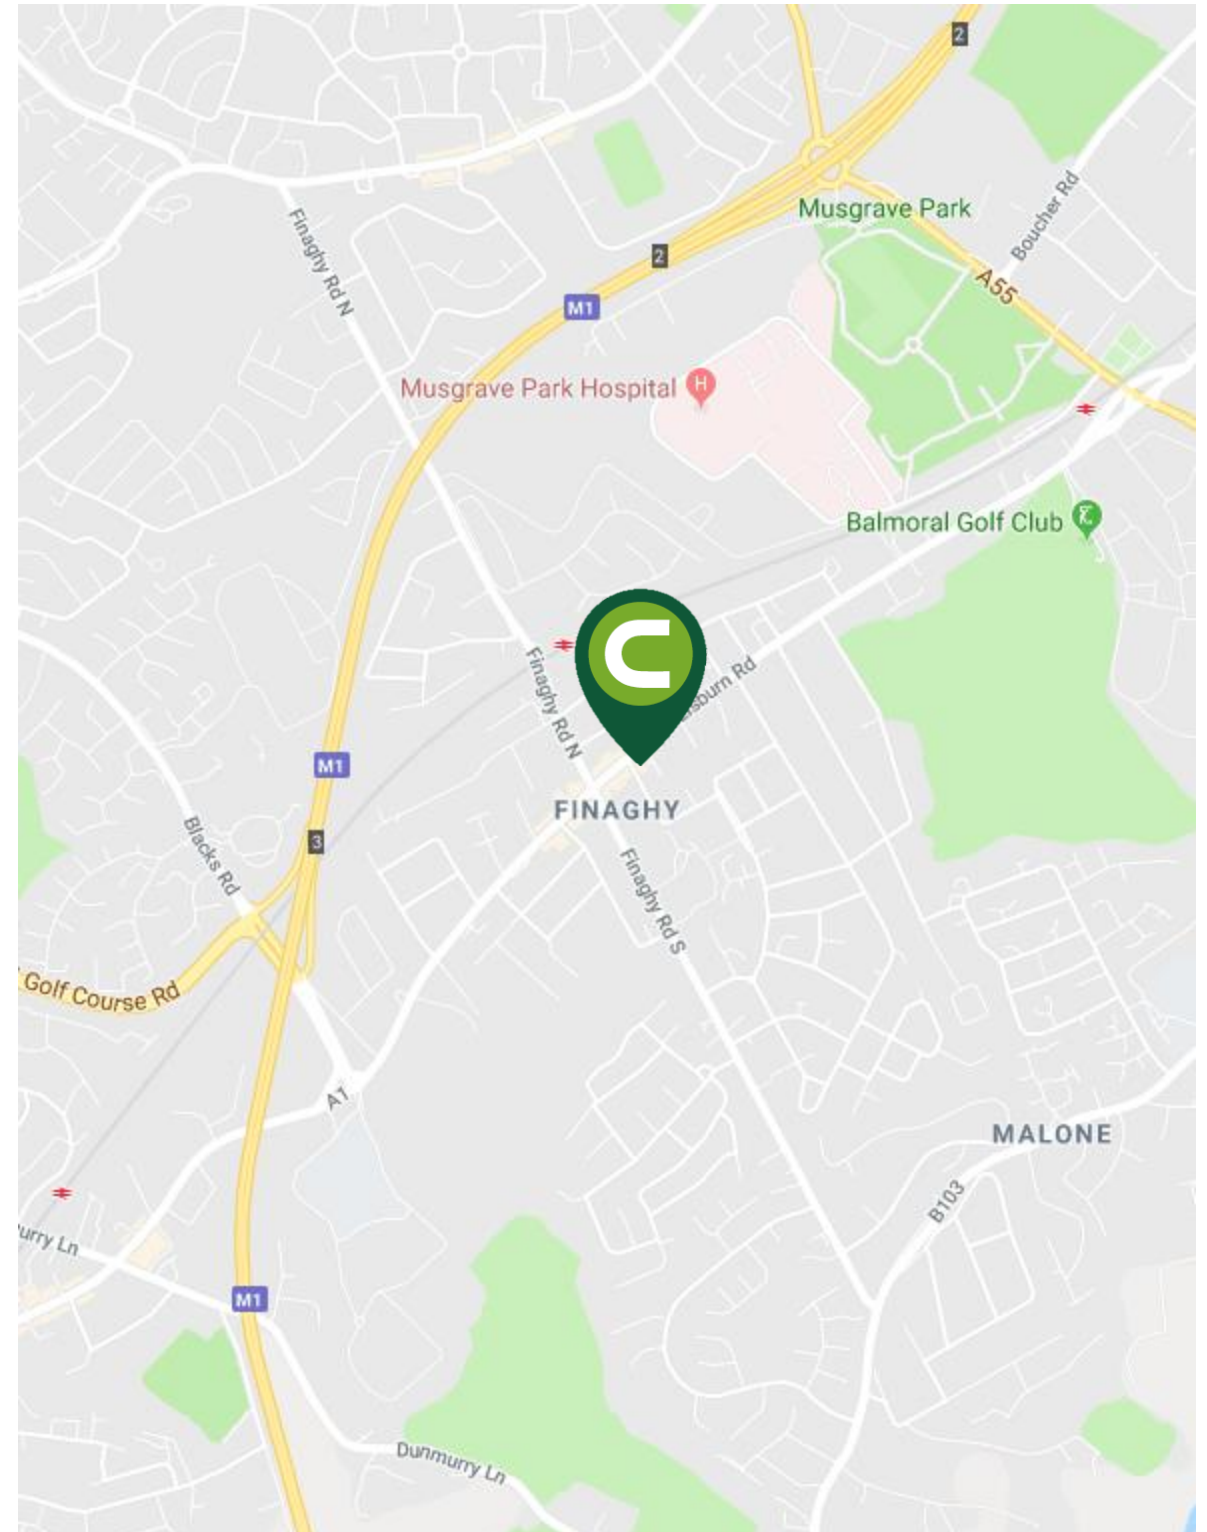 2
Musgrave Park
Boucher Rd
Finaghy Rd N
2
A55
M1
Musgrave Park Hospital
H
Balmoral Golf Club
C
Finaghy Rd N
M1
FINAGHY
3
Blacks Rd
Finaghy Rd S
Golf Course Rd
A1
MALONE
B103
M1
Dunmurry Ln